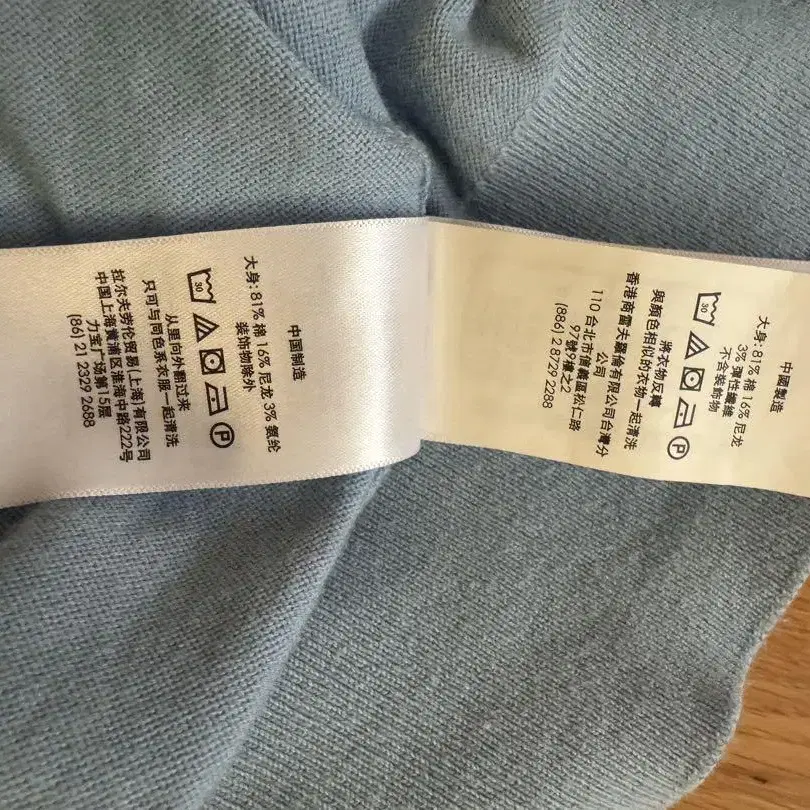 中国制造
大身:81% 棉 16% 尼龙 3% 氨纶
装饰物除外
30
P
从里向外翻过来
只可与同色系衣服一起清洗
拉尔夫劳伦贸易(上海)有限公司
中国上海黄浦区淮海中路222号
力宝广场第15层
(86) 21 2329 2688
中國製造
大身: 81% 棉 16% 尼龙
3% 彈性纖維
不含裝飾物
30
P
將衣物反轉
與顏色相似的衣物一起清洗
香港商雷夫羅倫有限公司台灣分
公司
110 台北市信義區松仁路
97號9樓之2
(886) 2 8729 2288